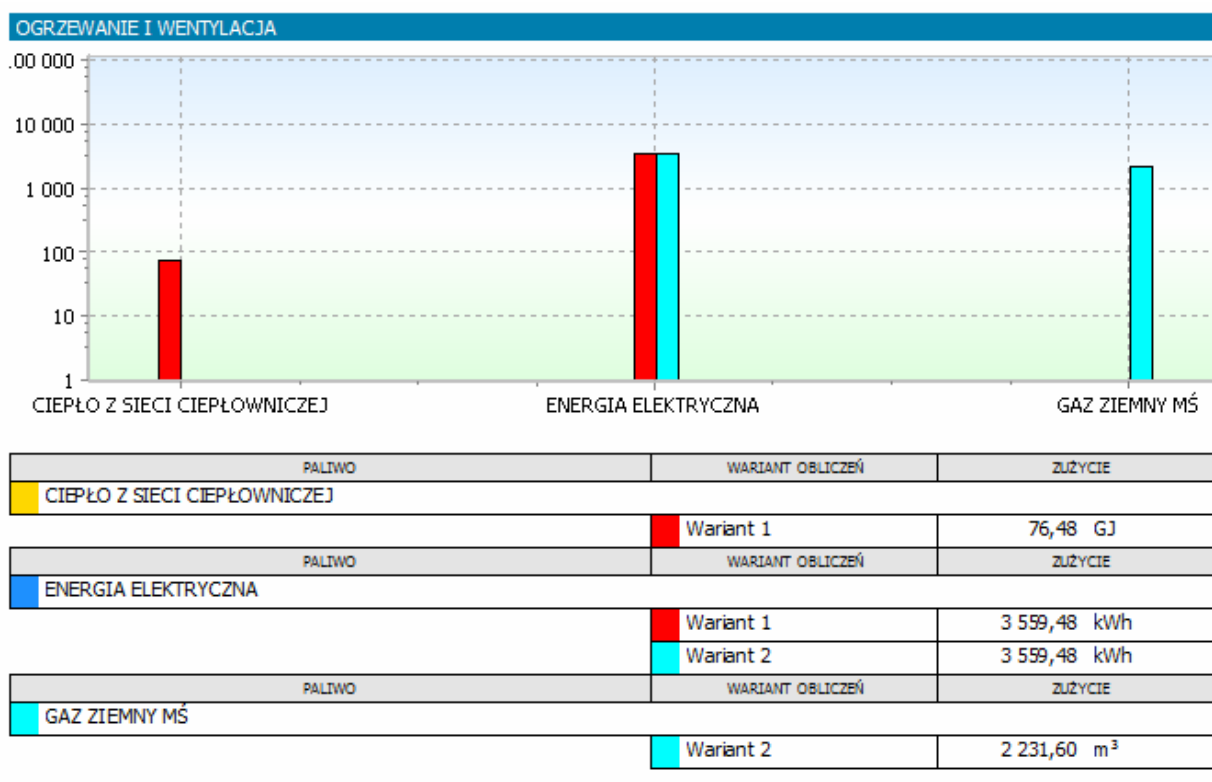 OGRZEWANIE I WENTYLACJA
.00 000
10 000
1 000
100
10
1
CIEPŁO Z SIECI CIEPŁOWNICZEJ ENERGIA ELEKTRYCZNA GAZ ZIEMNY MŚ
PALIWO WARIANT OBLICZEŃ ZUŻYCIE
CIEPŁO Z SIECI CIEPŁOWNICZEJ
Wariant 1 76,48 GJ
PALIWO WARIANT OBLICZEŃ ZUŻYCIE
ENERGIA ELEKTRYCZNA
Wariant 1 3 559,48 kWh
Wariant 2 3 559,48 kWh
PALIWO WARIANT OBLICZEŃ ZUŻYCIE
GAZ ZIEMNY MŚ
Wariant 2 2 231,60 m³